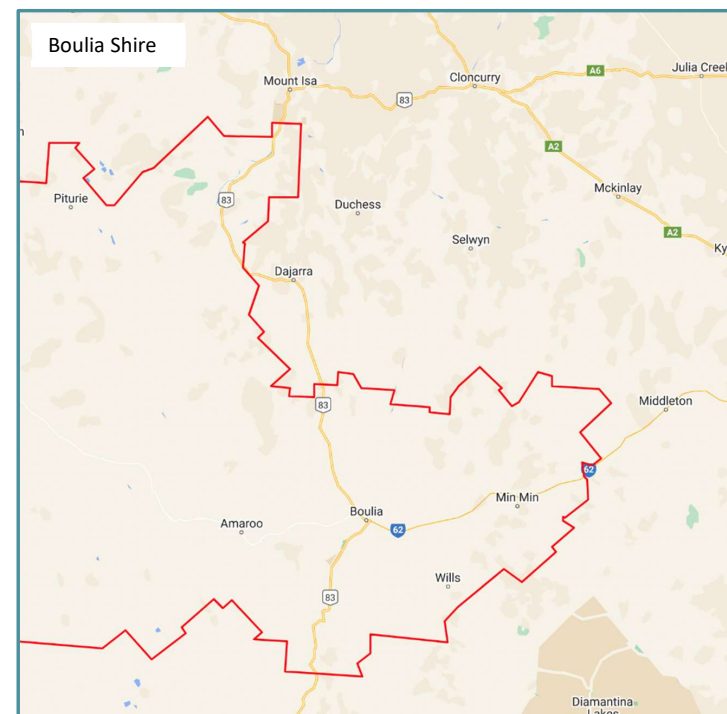 Boulia Shire
Mount Isa
Cloncurry
A6
Julia Creek
83
A2
n
Piturie
83
Duchess
Mckinlay
Selwyn
A2
Ky
Dajarra
83
Middleton
62
Min Min
Amaroo
Boulia
62
Wills
83
Diamantina
Lakes